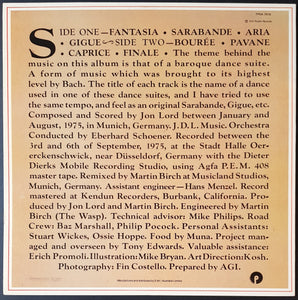 SIDE ONE—FANTASIA · SARABANDE · ARIA
· GIGUE~SIDE TWO—BOURÉE · PAVANE
· CAPRICE · FINALE · The theme behind the
music on this album is that of a baroque dance suite.
A form of music which was brought to its highest
level by Bach. The title of each track is the name of a
dance used in one of these dance suites, and I have tried to use
the same tempo, and feel as an original Sarabande, Gigue, etc.
Composed and Scored by Jon Lord between January
and August, 1975, in Munich, Germany, J.D.L. Music. Orchestra
Conducted by Eberhard Schoener. Recorded between the
3rd and 6th of September, 1975, at the Stadt Halle Oer-
erckenschwick, near Düsseldorf, Germany with the Dieter
Dierks Mobile Recording Studio, using Agfa P.E.M. 408
master tape. Remixed by Martin Birch at Musicland Studios,
Munich, Germany. Assistant engineer—Hans Menzel. Record
mastered at Kendun Recorders, Burbank, California. Pro-
duced by Jon Lord and Martin Birch. Engineered by Martin
Birch (The Wasp). Technical advisor: Mike Philips. Road
Crew: Baz Marshall, Philip Pocock. Personal Assistants:
Stuart Wickes, Ossie Hoppe. Food by Muna. Project man-
aged and overseen by Tony Edwards. Valuable assistance:
Erich Promoli. Illustration: Mike Bryan. Art Direction: Kosh.
Photography: Fin Costello. Prepared by AGI.